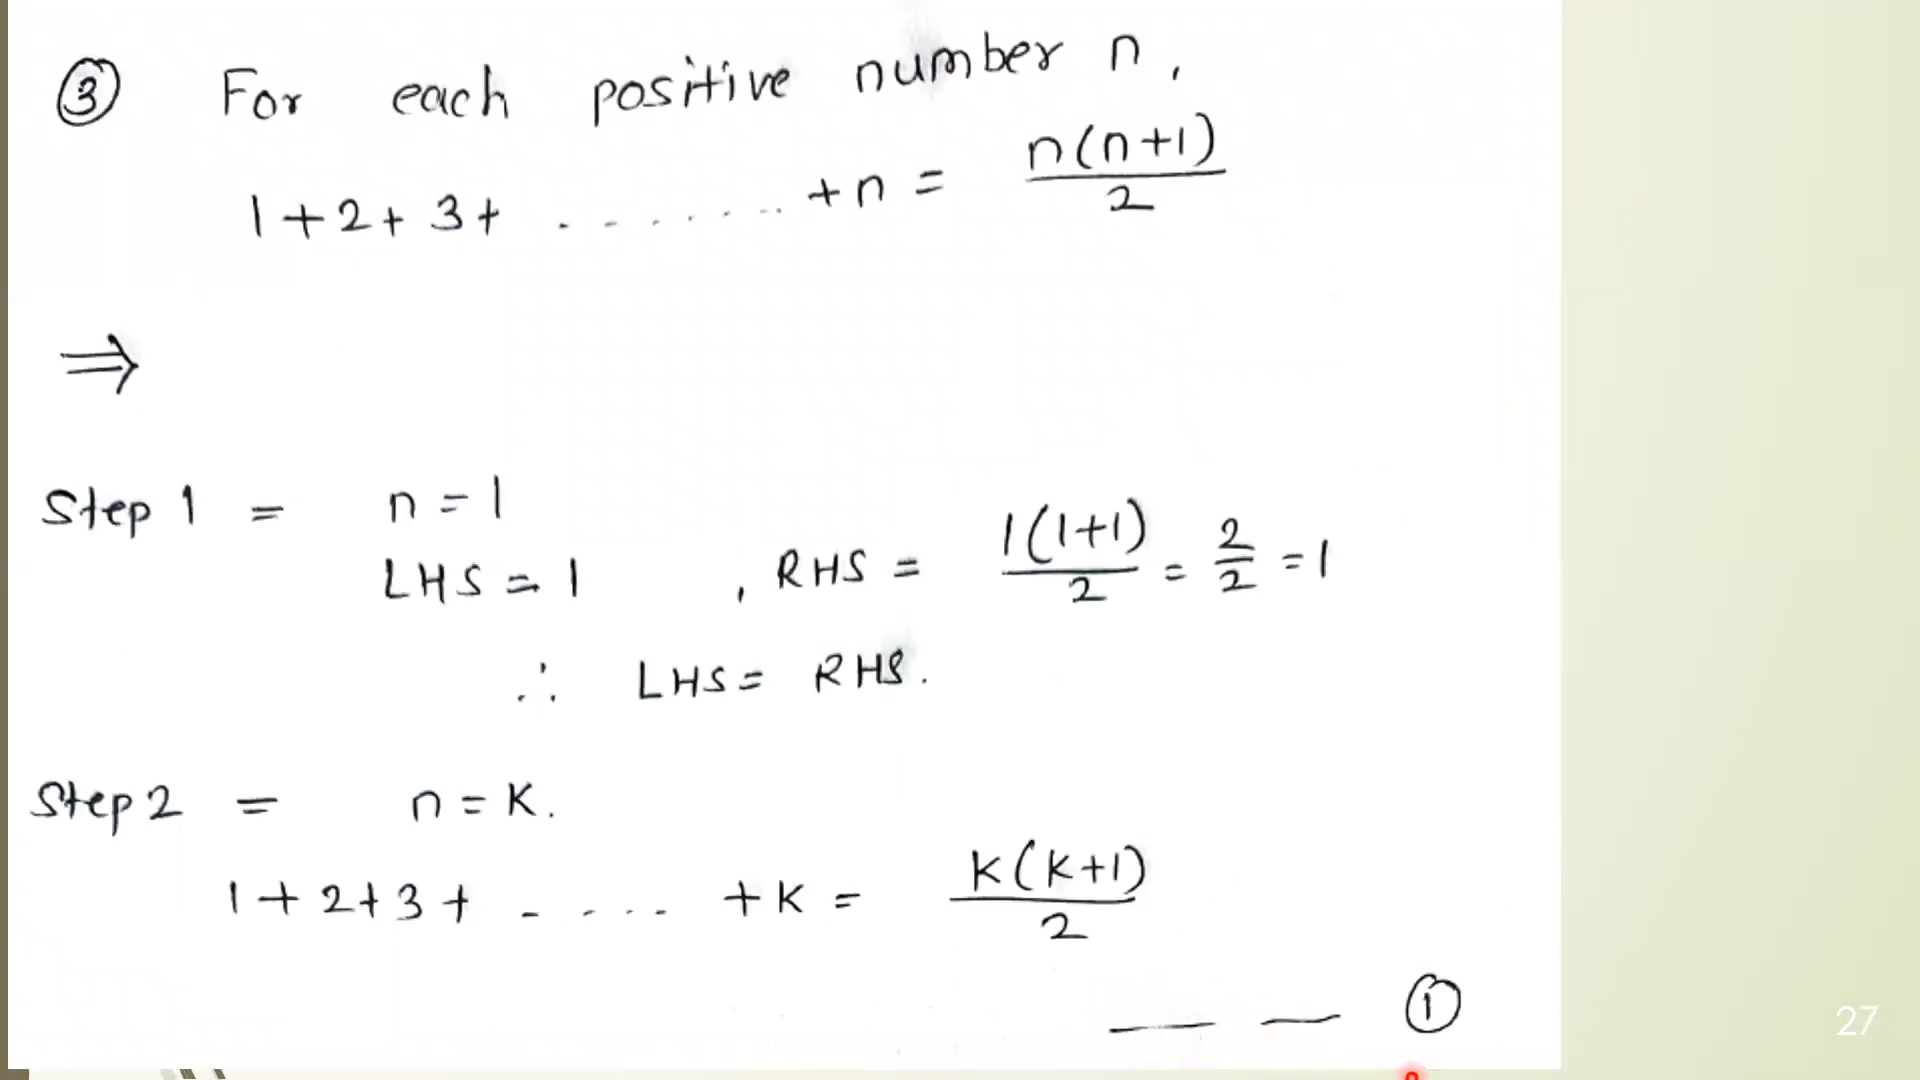 ③ For each positive number n,
1+2+3+ ........ +n = n(n+1)/2
⇒
Step 1 = n = 1
LHS = 1 , RHS = 1(1+1)/2 = 2/2 = 1
∴ LHS = RHS.
Step 2 = n = K.
1+2+3+ ..... +K = K(K+1)/2
— — ①
27